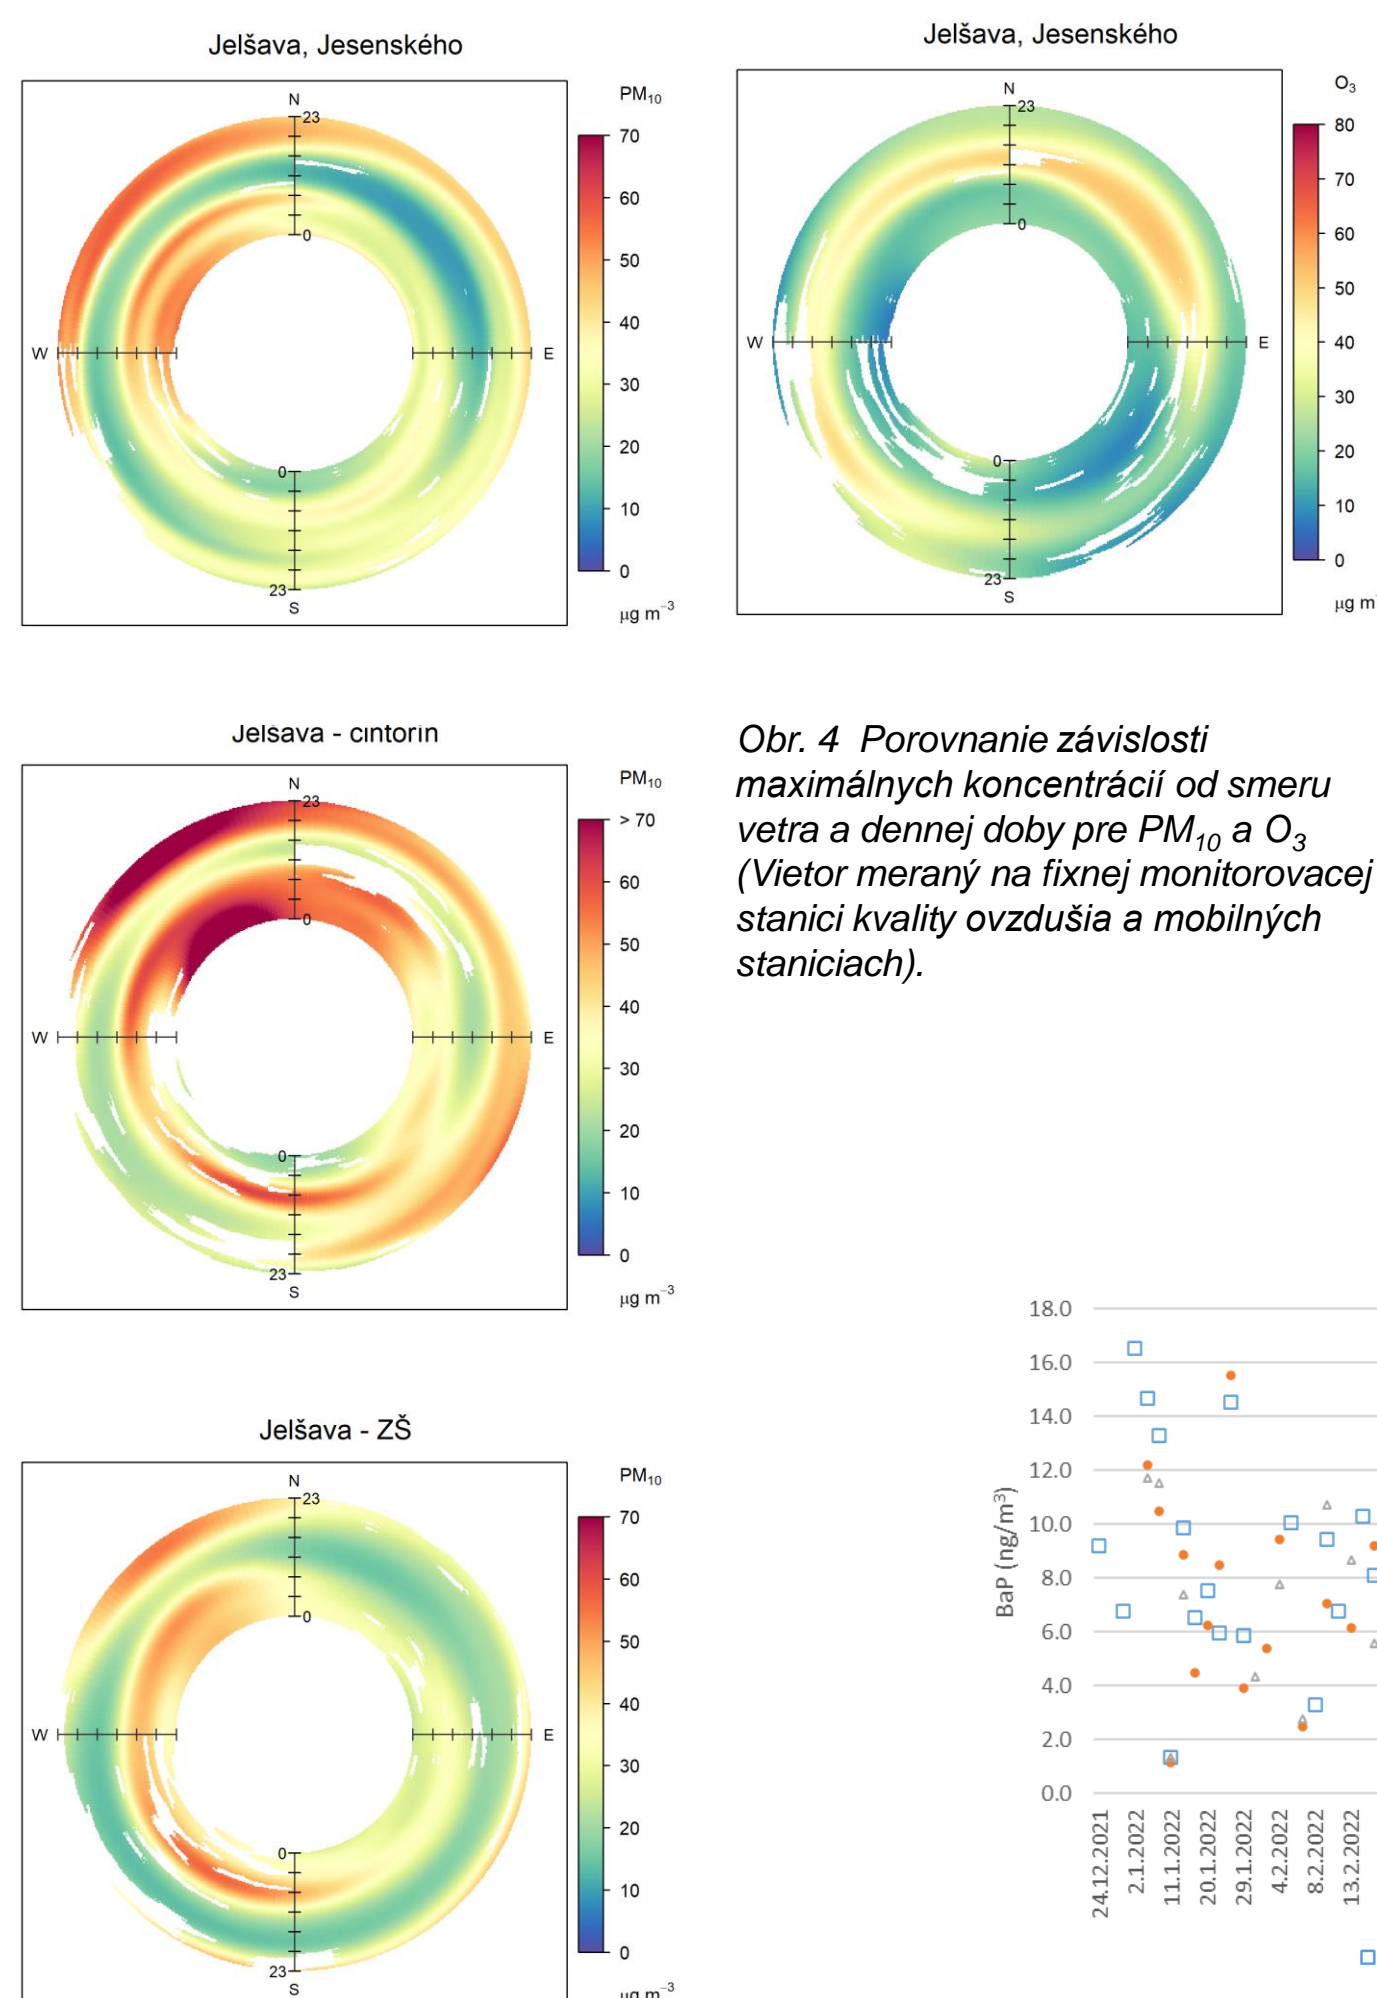 Jelšava, Jesenského
PM10
N
23
0
W
E
0
23
S
70
60
50
40
30
20
10
0
μg m−3
Jelšava, Jesenského
O3
N
23
0
W
E
0
23
S
80
70
60
50
40
30
20
10
0
μg m
Jelšava - cintorín
PM10
N
23
0
W
E
0
23
S
> 70
60
50
40
30
20
10
0
μg m−3
Obr. 4 Porovnanie závislosti
maximálnych koncentrácií od smeru
vetra a dennej doby pre PM10 a O3
(Vietor meraný na fixnej monitorovacej
stanici kvality ovzdušia a mobilných
staniciach).
Jelšava - ZŠ
PM10
N
23
0
W
E
0
23
S
70
60
50
40
30
20
10
0
μg m−3
BaP (ng/m3)
18.0
16.0
14.0
12.0
10.0
8.0
6.0
4.0
2.0
0.0
24.12.2021
2.1.2022
11.1.2022
20.1.2022
29.1.2022
4.2.2022
8.2.2022
13.2.2022